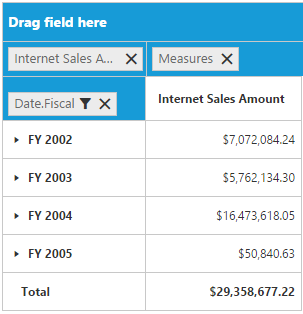 Drag field here
Internet Sales A... Measures
Date.Fiscal Internet Sales Amount
FY 2002 $7,072,084.24
FY 2003 $5,762,134.30
FY 2004 $16,473,618.05
FY 2005 $50,840.63
Total $29,358,677.22